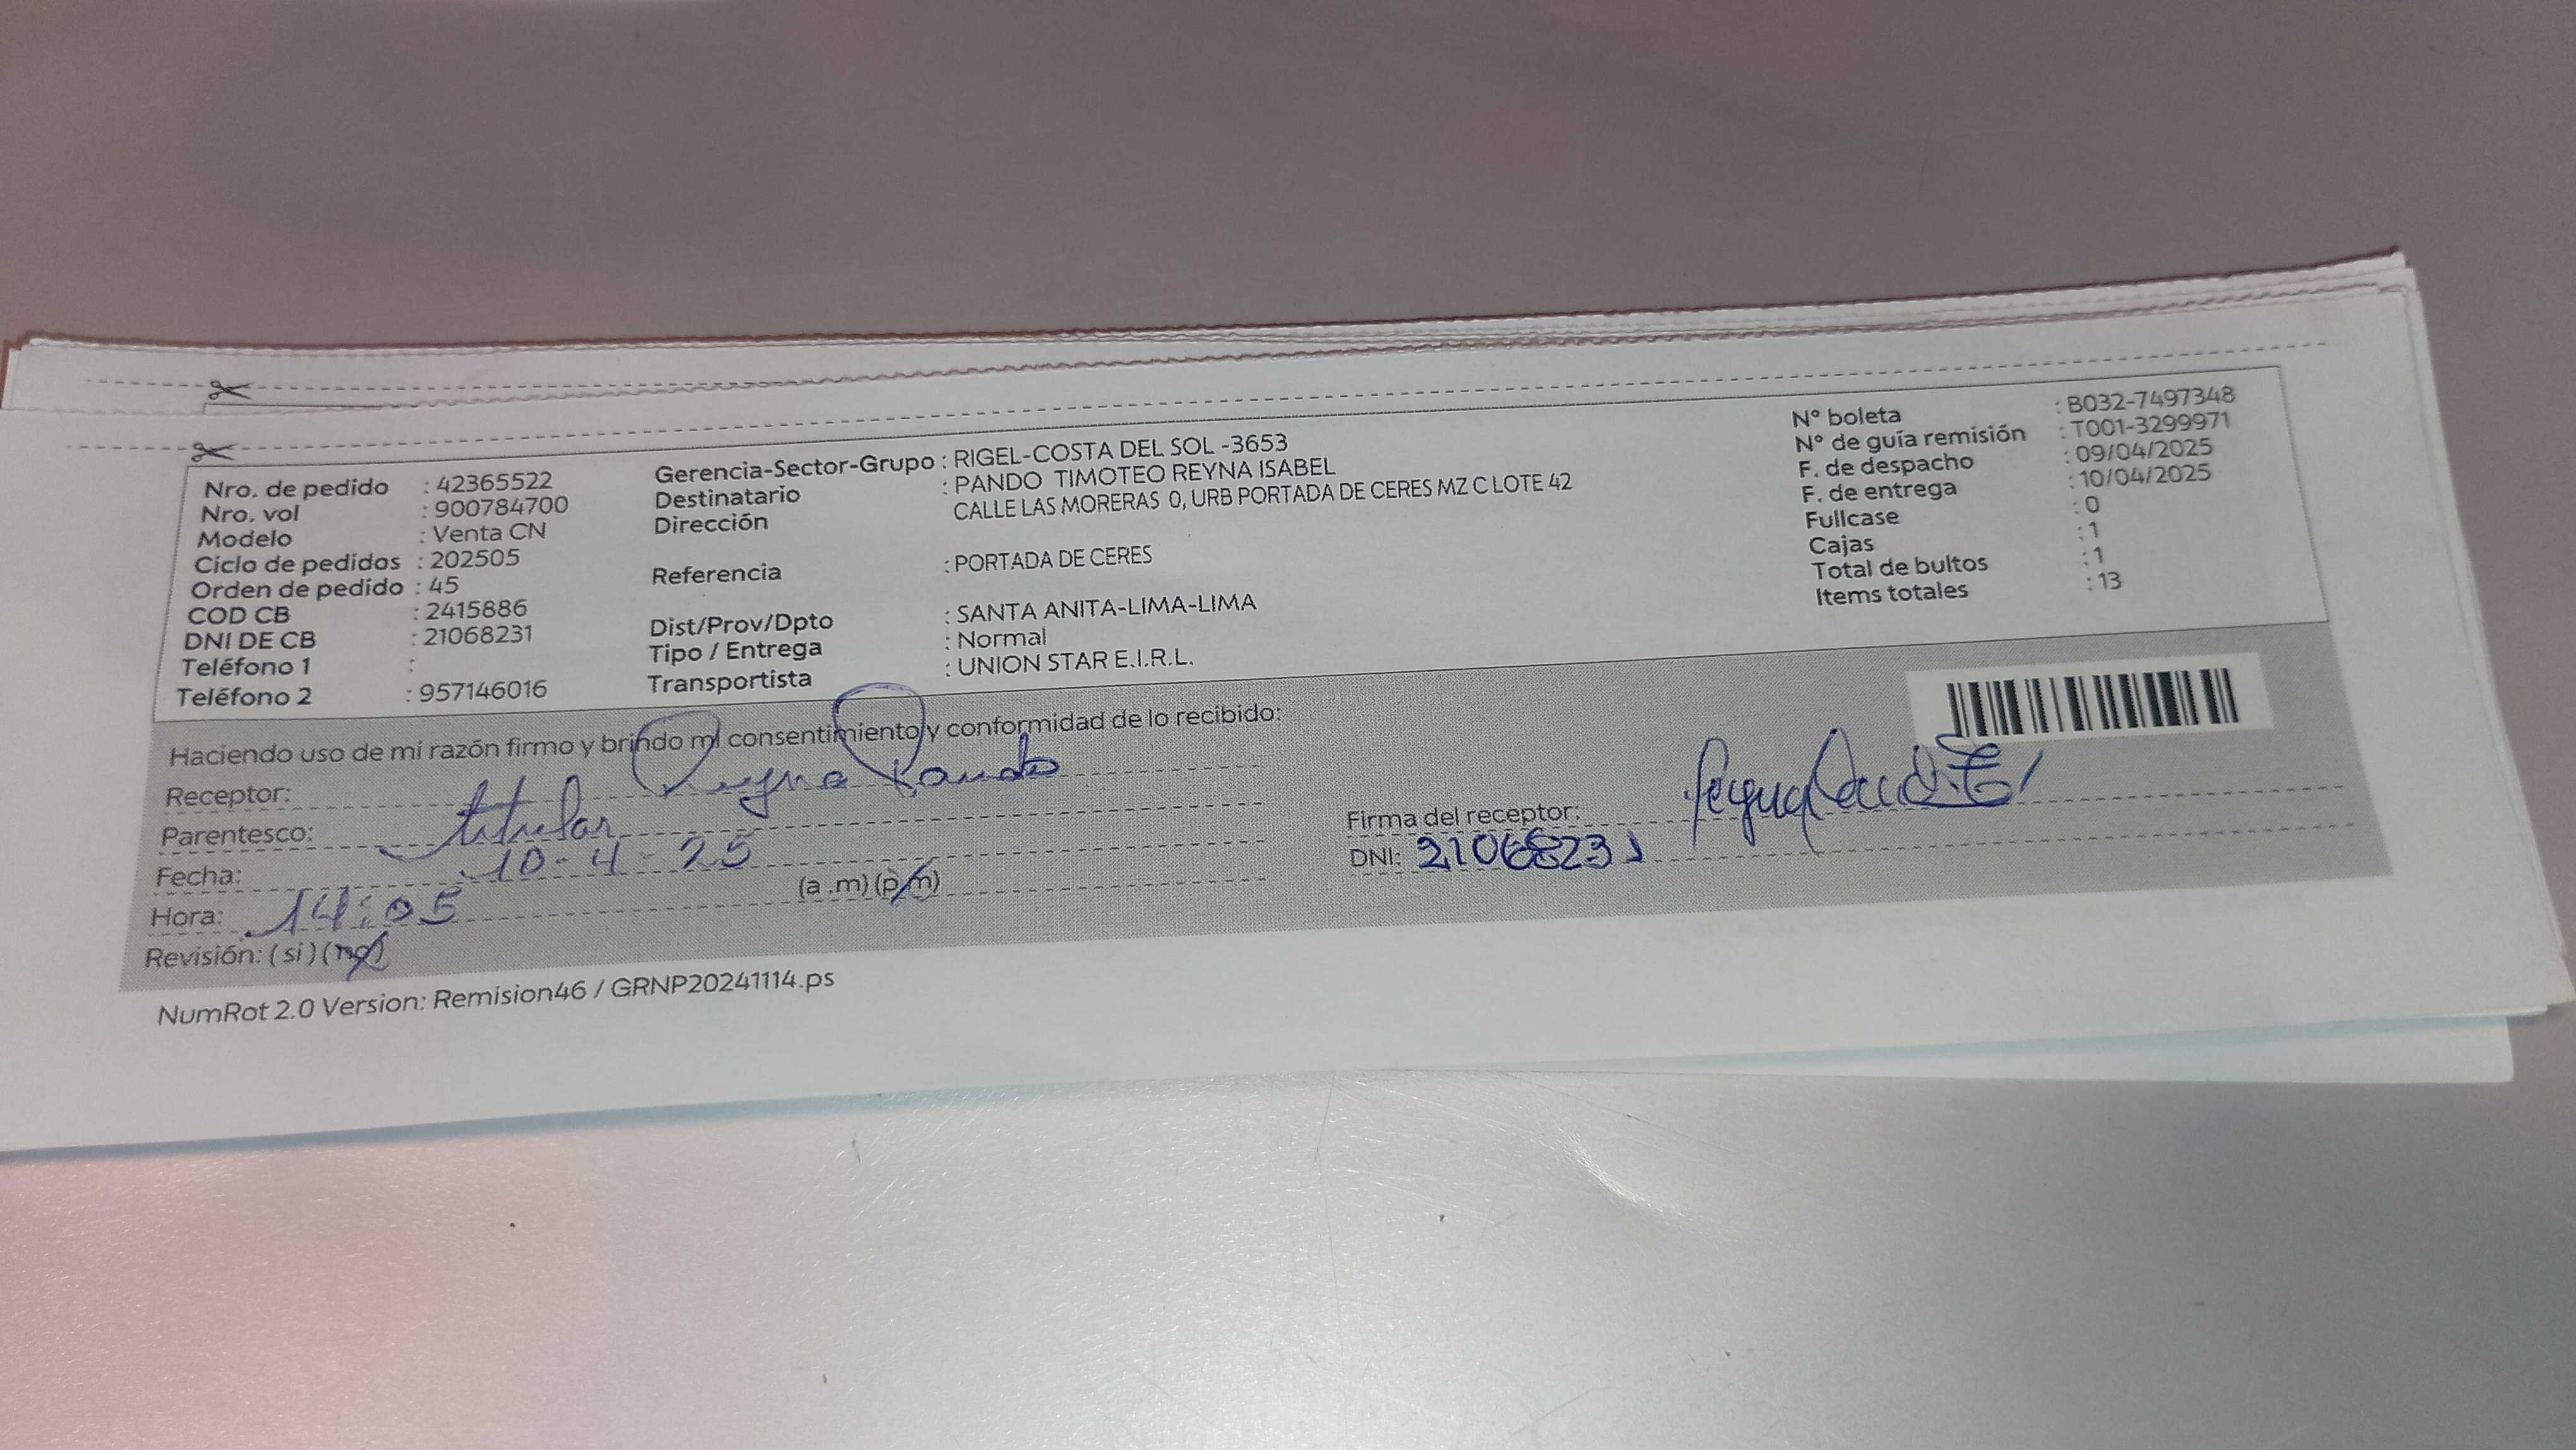 Nro. de pedido : 42365522
Nro. vol : 900784700
Modelo : Venta CN
Ciclo de pedidos : 202505
Orden de pedido : 45
COD CB : 2415886
DNI DE CB : 21068231
Teléfono 1 :
Teléfono 2 : 957146016
Gerencia-Sector-Grupo : RIGEL-COSTA DEL SOL -3653
Destinatario : PANDO TIMOTEO REYNA ISABEL
Dirección CALLE LAS MORERAS 0, URB PORTADA DE CERES MZ C LOTE 42
Referencia : PORTADA DE CERES
Dist/Prov/Dpto : SANTA ANITA-LIMA-LIMA
Tipo / Entrega : Normal
Transportista : UNION STAR E.I.R.L.
N° boleta : B032-7497348
N° de guía remisión : T001-3299971
F. de despacho : 09/04/2025
F. de entrega : 10/04/2025
Fullcase : 0
Cajas : 1
Total de bultos : 1
Items totales : 13
Haciendo uso de mi razón firmo y brindo mi consentimiento y conformidad de lo recibido:
Receptor: Reyna Pando
Parentesco: titular
Fecha: 10-4-25
Hora: 14:05 (a .m) (p.m)
Revisión: ( si ) (no)
Firma del receptor:
DNI: 21068231
NumRot 2.0 Version: Remision46 / GRNP20241114.ps